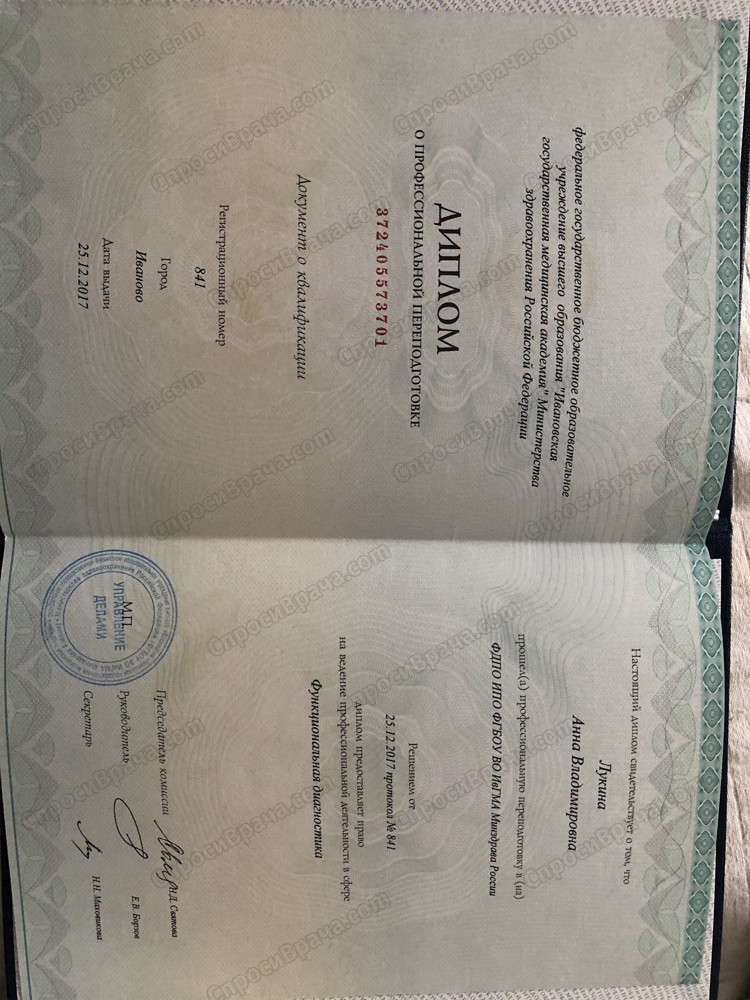 федеральное государственное бюджетное образовательное
учреждение высшего образования "Ивановская
государственная медицинская академия" Министерства
здравоохранения Российской Федерации
ДИПЛОМ
О ПРОФЕССИОНАЛЬНОЙ ПЕРЕПОДГОТОВКЕ
372405573701
Документ о квалификации
Регистрационный номер
841
Город
Иваново
Дата выдачи
25.12.2017
Настоящий диплом свидетельствует о том, что
Лукина
Анна Владимировна
прошел(а) профессиональную переподготовку в (на)
ФДПО ИПО ФГБОУ ВО ИвГМА Минздрава России
Решением от
25.12.2017 протокол № 841
диплом предоставляет право
на ведение профессиональной деятельности в сфере
Функциональная диагностика
Председатель комиссии
Н.Д. Светова
Руководитель
Е.В. Борзов
Секретарь
Н.Н. Маховикова
М.П.
УПРАВЛЕНИЕ
ДЕЛАМИ
СпросиВрача.com